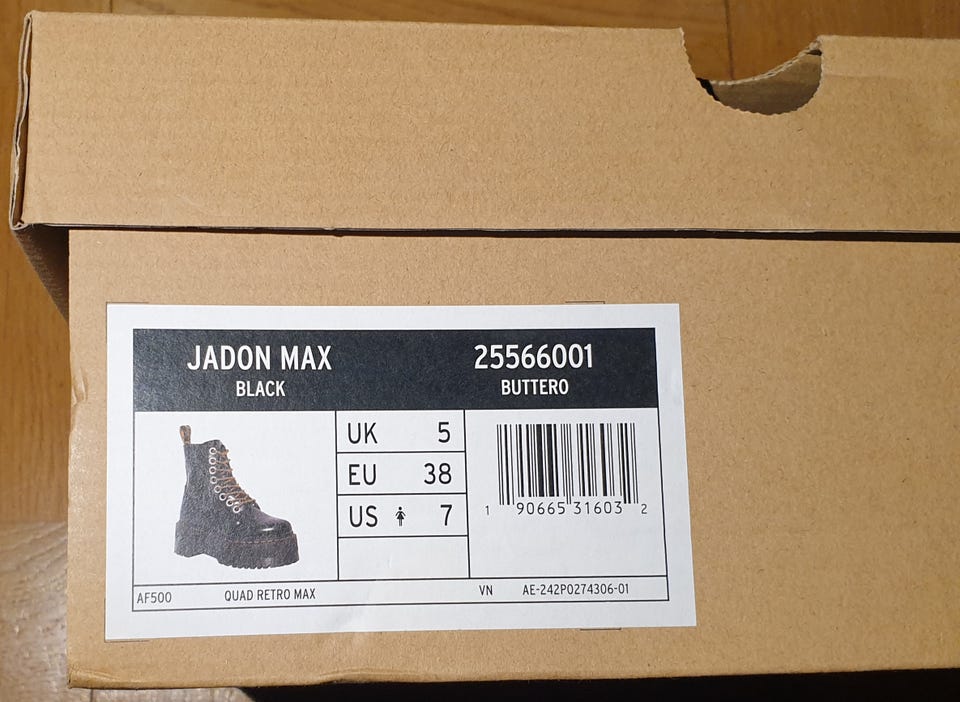 JADON MAX
BLACK
25566001
BUTTERO
UK 5
EU 38
US 7
1 90665 31603 2
AF500 QUAD RETRO MAX VN AE-242P0274306-01